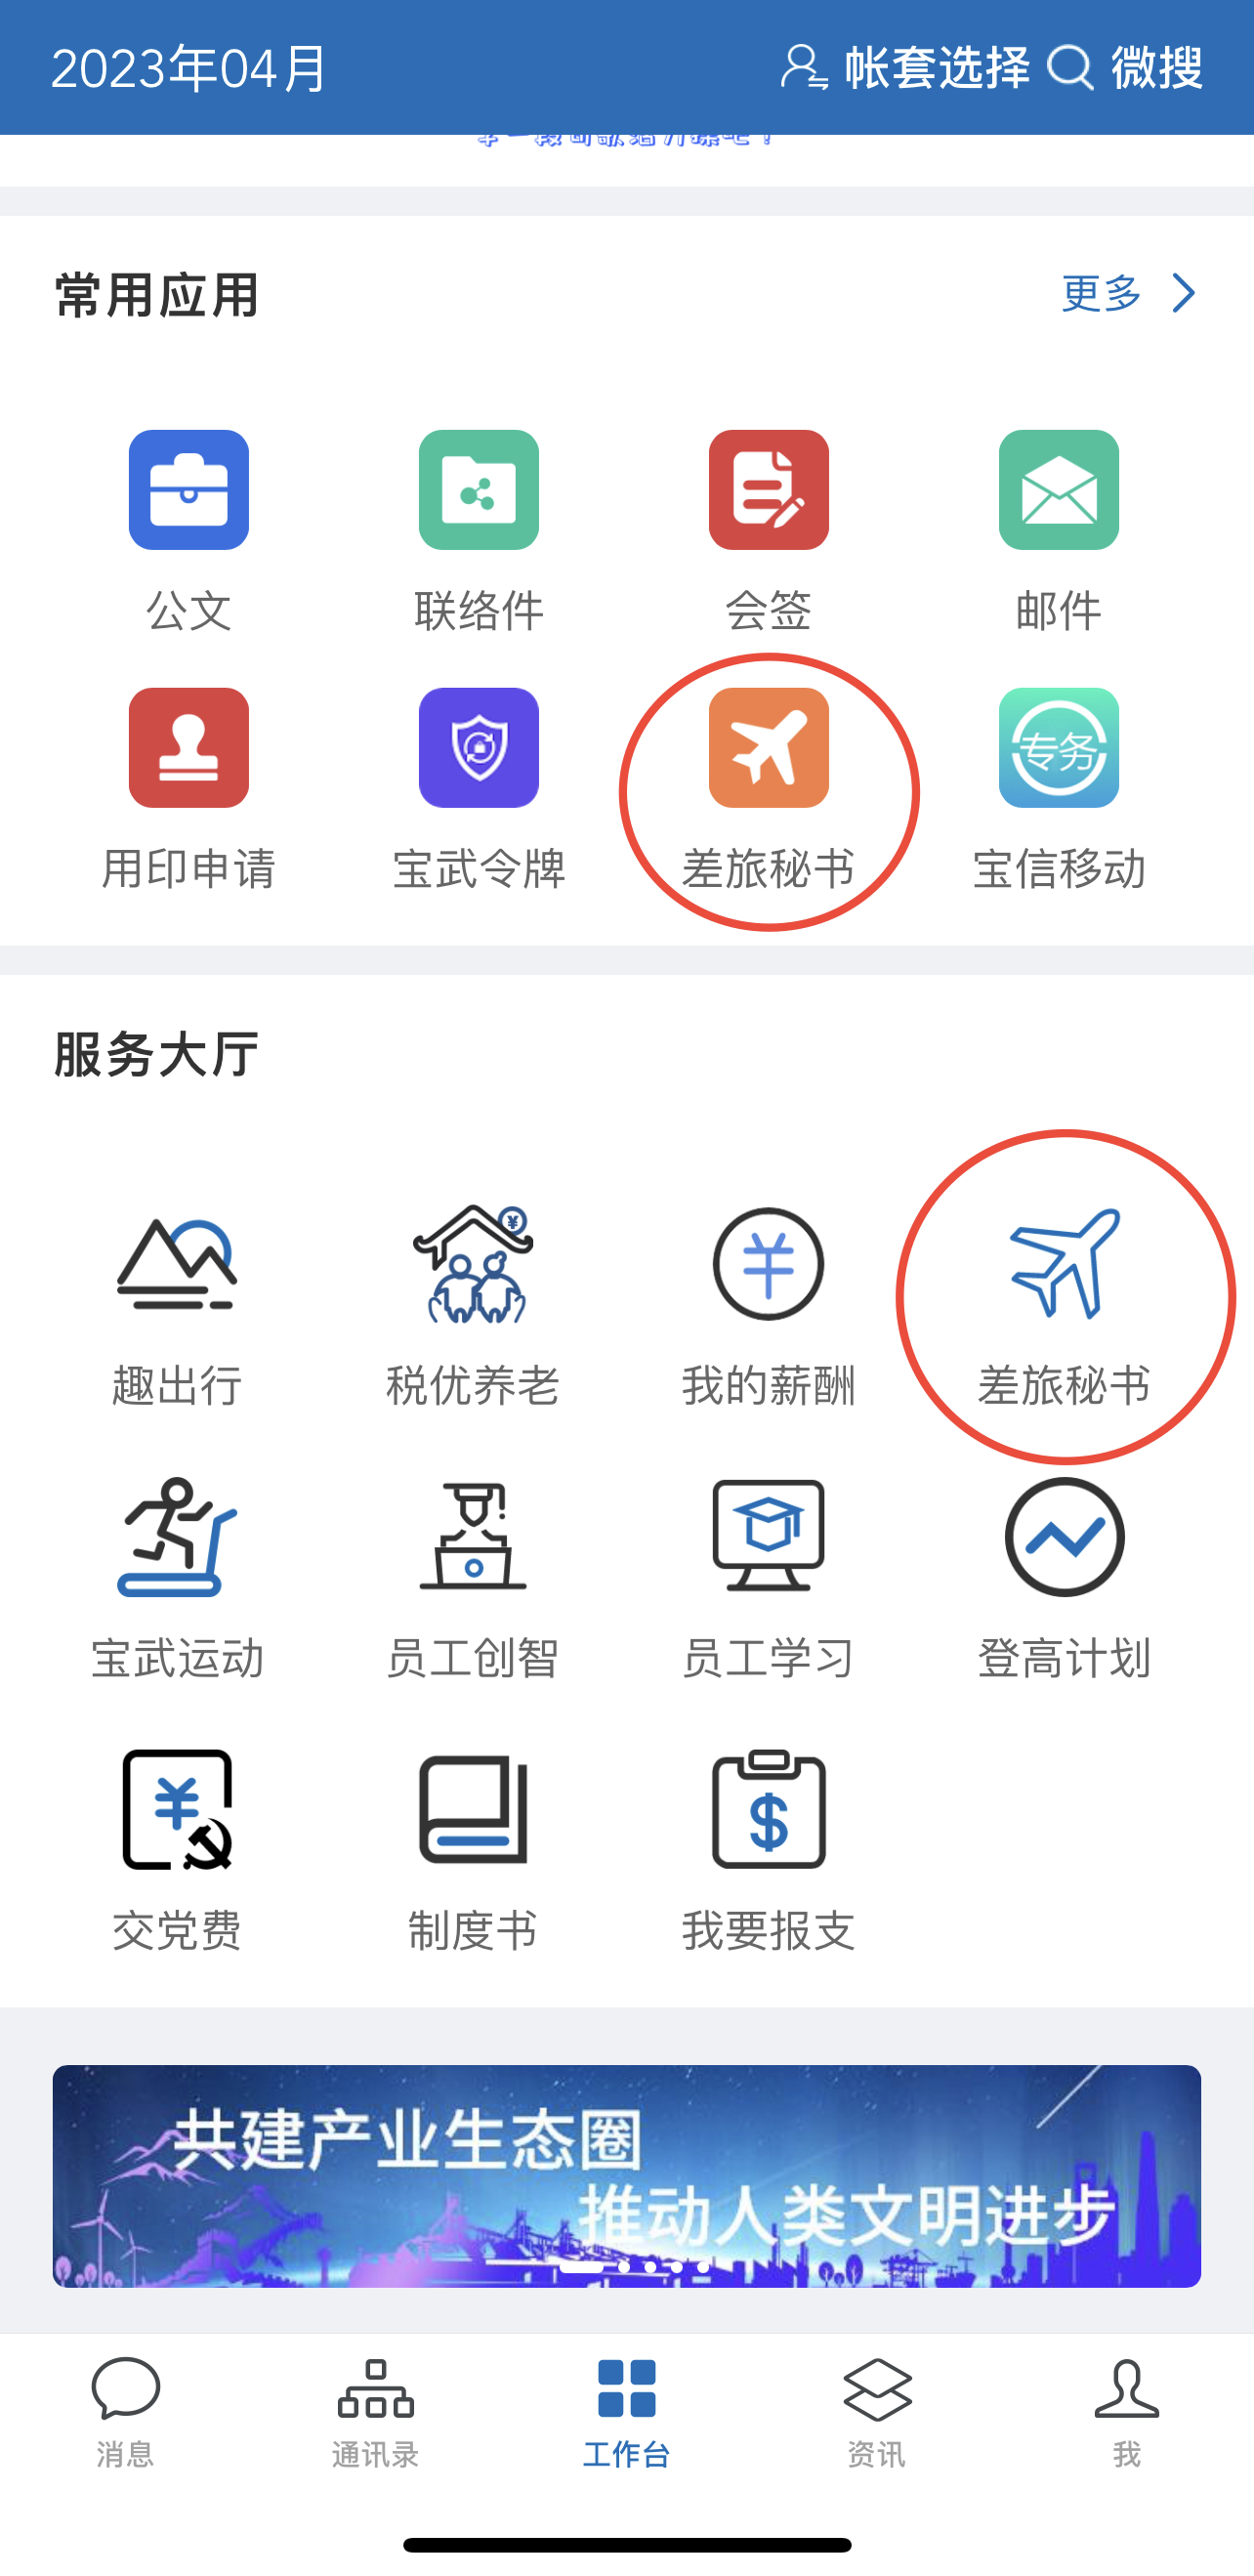 2023年04月 帐套选择 微搜
常用应用 更多
公文 联络件 会签 邮件
专务
用印申请 宝武令牌 差旅秘书 宝信移动
服务大厅
趣出行 税优养老 我的薪酬 差旅秘书
宝武运动 员工创智 员工学习 登高计划
交党费 制度书 我要报支
共建产业生态圈
推动人类文明进步
消息 通讯录 工作台 资讯 我